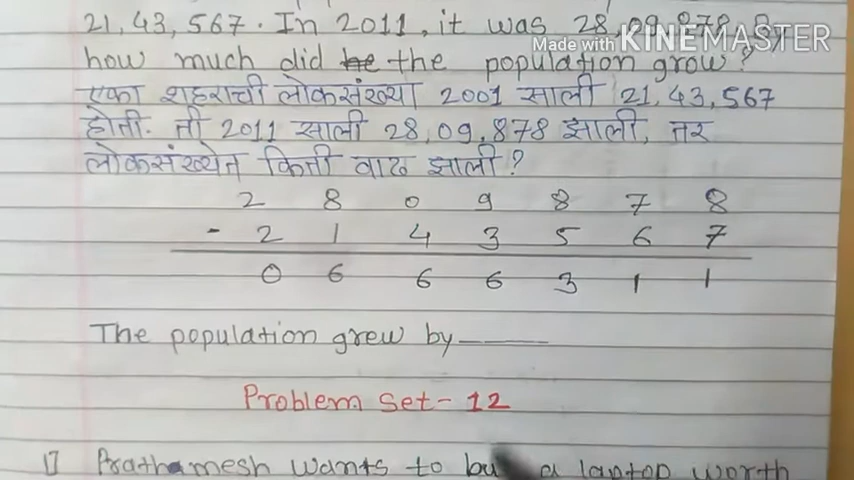 21,43,567. In 2011, it was 28,09,878. By
Made with KINEMASTER
how much did he the population grow?
एका शहराची लोकसंख्या 2001 साली 21,43,567
होती. ती 2011 साली 28,09,878 झाली, तर
लोकसंख्येत किती वाढ झाली?
2 8 0 9 8 7 8
- 2 1 4 3 5 6 7
0 6 6 6 3 1 1
The population grew by
Problem Set - 12
1] Prathamesh wants to buy a laptop worth